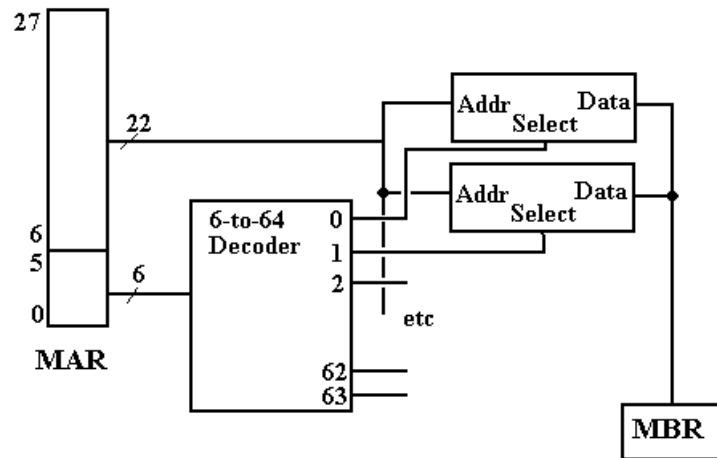 27
22
Addr
Data
Select
Addr
Data
Select
6
5
0
MAR
6
6-to-64
Decoder
0
1
2
etc
62
63
MBR